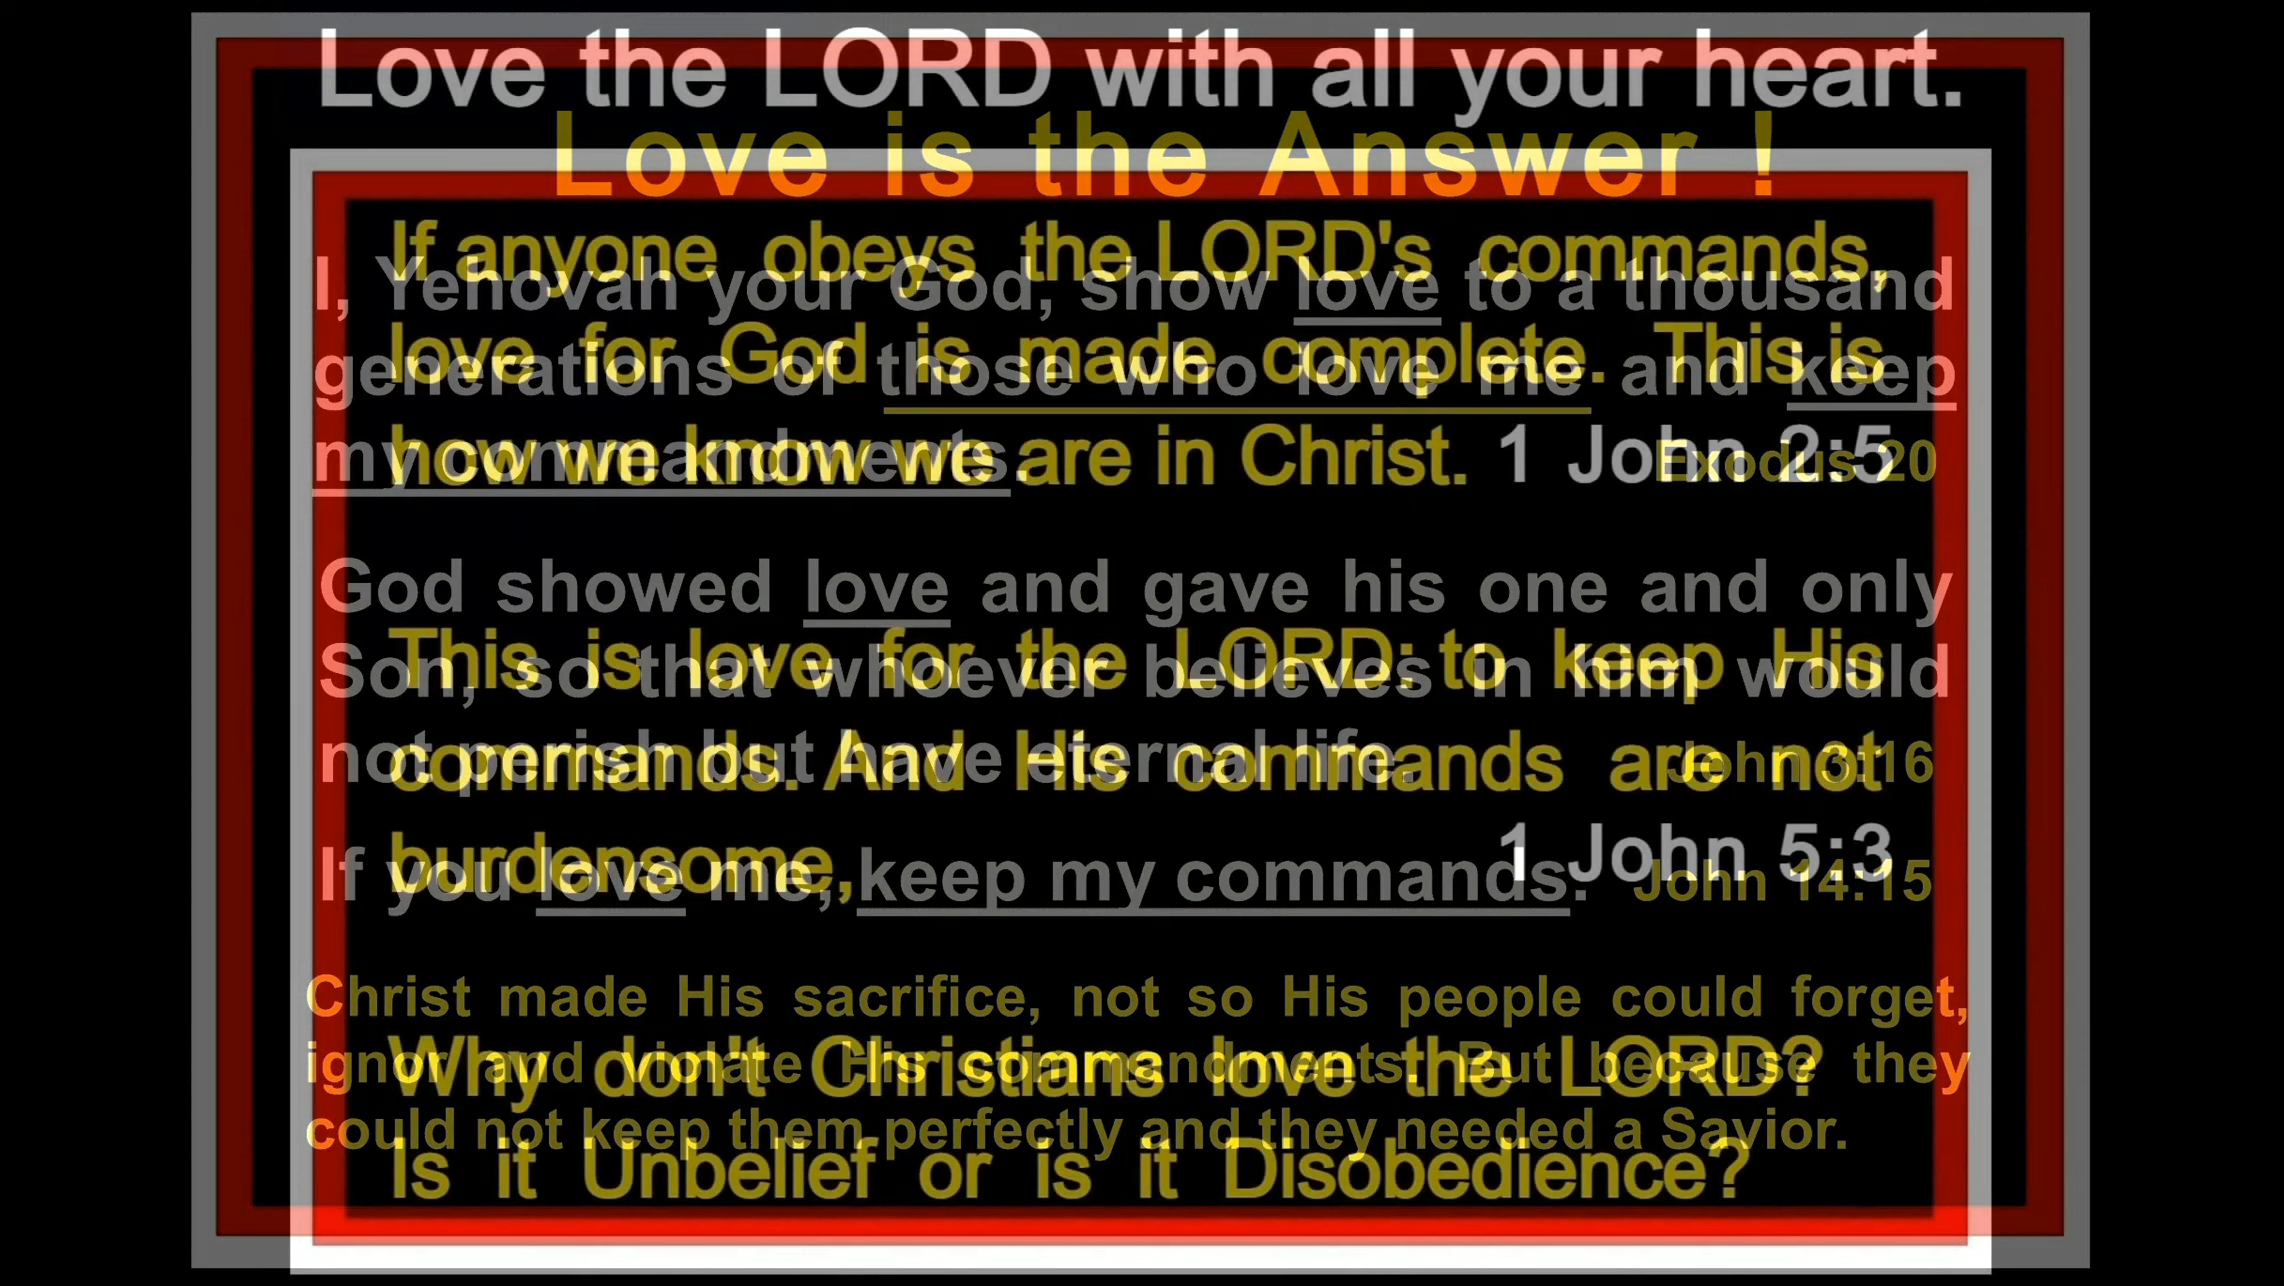 Love the LORD with all your heart.
If anyone obeys the LORD's commands,
love for God is made complete. This is
how we know we are in Christ. 1 John 2:5
This is love for the LORD: to keep His
commands. And His commands are not
burdensome, 1 John 5:3
Why don't Christians love the LORD?
Is it Unbelief or is it Disobedience?
Love is the Answer !
I, Yehovah your God, show love to a thousand
generations of those who love me and keep
my commandments. Exodus 20
God showed love and gave his one and only
Son, so that whoever believes in him would
not perish but have eternal life. John 3:16
If you love me, keep my commands. John 14:15
Christ made His sacrifice, not so His people could forget,
ignor and violate His commandments. But because they
could not keep them perfectly and they needed a Savior.